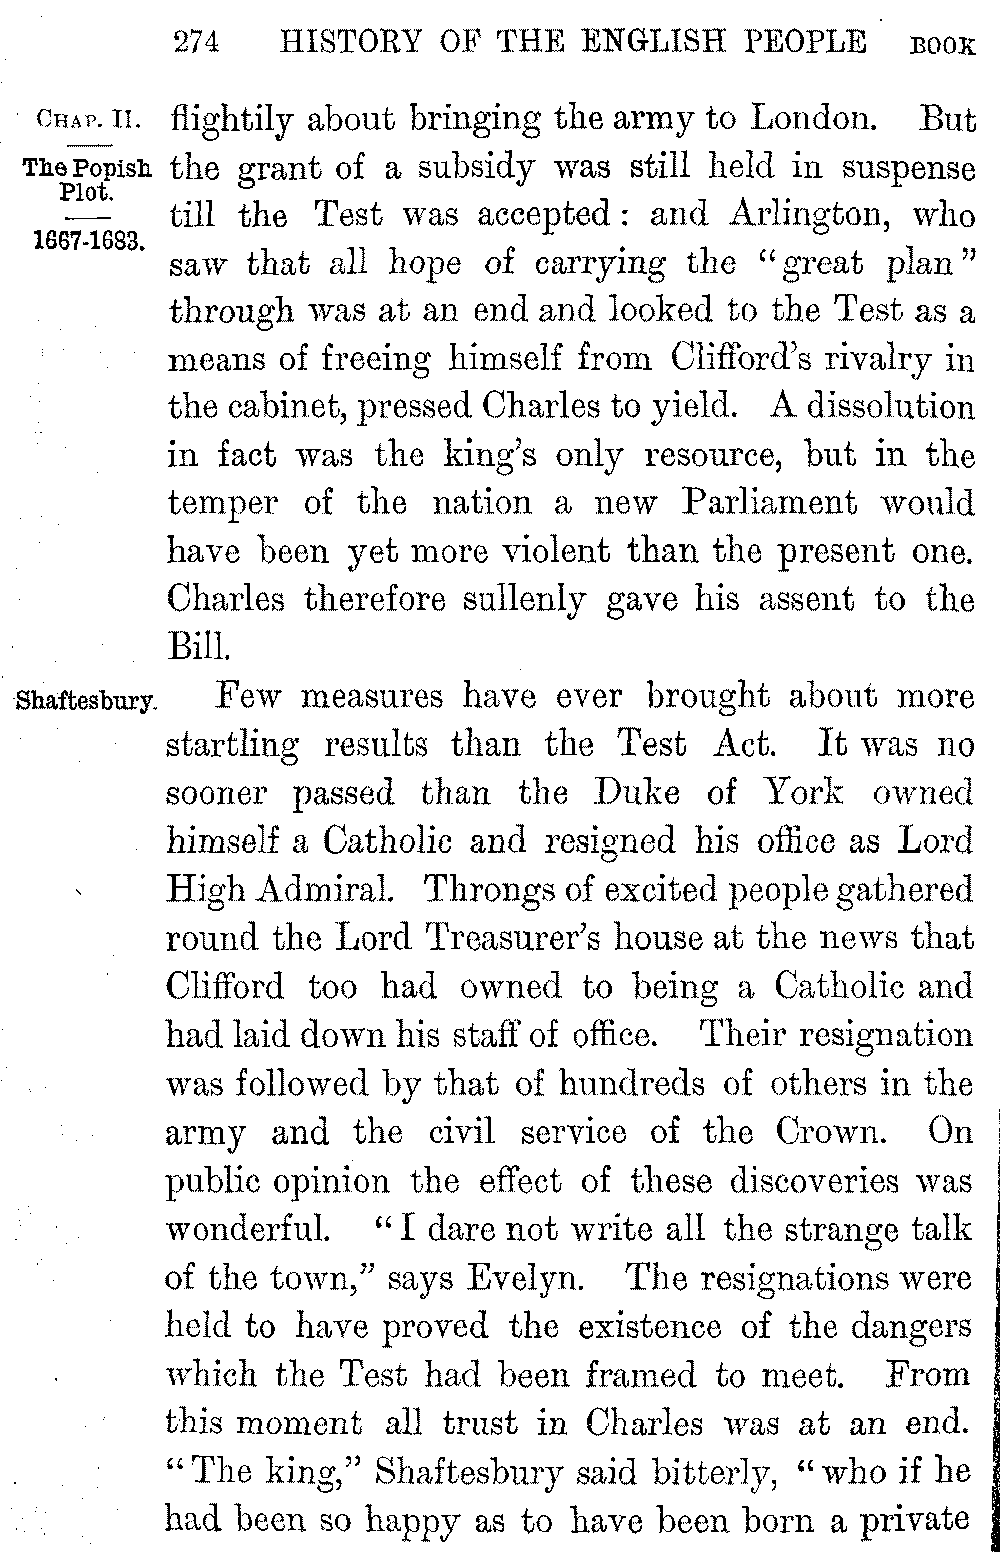 274 HISTORY OF THE ENGLISH PEOPLE BOOK
CHAP. II.
The Popish
Plot.
1667-1683.
flightily about bringing the army to London. But
the grant of a subsidy was still held in suspense
till the Test was accepted : and Arlington, who
saw that all hope of carrying the “great plan”
through was at an end and looked to the Test as a
means of freeing himself from Clifford’s rivalry in
the cabinet, pressed Charles to yield. A dissolution
in fact was the king’s only resource, but in the
temper of the nation a new Parliament would
have been yet more violent than the present one.
Charles therefore sullenly gave his assent to the
Bill.
Shaftesbury.
Few measures have ever brought about more
startling results than the Test Act. It was no
sooner passed than the Duke of York owned
himself a Catholic and resigned his office as Lord
High Admiral. Throngs of excited people gathered
round the Lord Treasurer’s house at the news that
Clifford too had owned to being a Catholic and
had laid down his staff of office. Their resignation
was followed by that of hundreds of others in the
army and the civil service of the Crown. On
public opinion the effect of these discoveries was
wonderful. “I dare not write all the strange talk
of the town,” says Evelyn. The resignations were
held to have proved the existence of the dangers
which the Test had been framed to meet. From
this moment all trust in Charles was at an end.
“The king,” Shaftesbury said bitterly, “who if he
had been so happy as to have been born a private